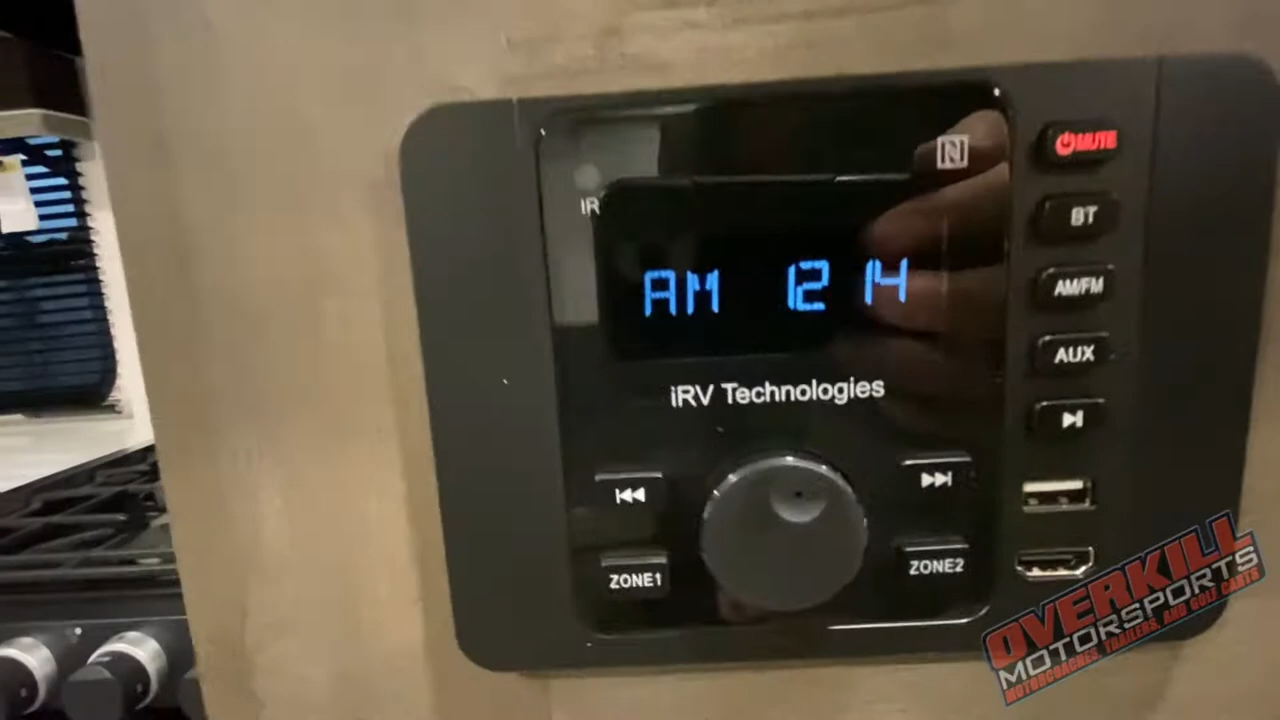 MUTE
IR
BT
AM 12 14
AM/FM
AUX
iRV Technologies
ZONE1
ZONE2
OVERKILL
MOTORSPORTS
MOTORCOACHES, TRAILERS, AND GOLF CARTS